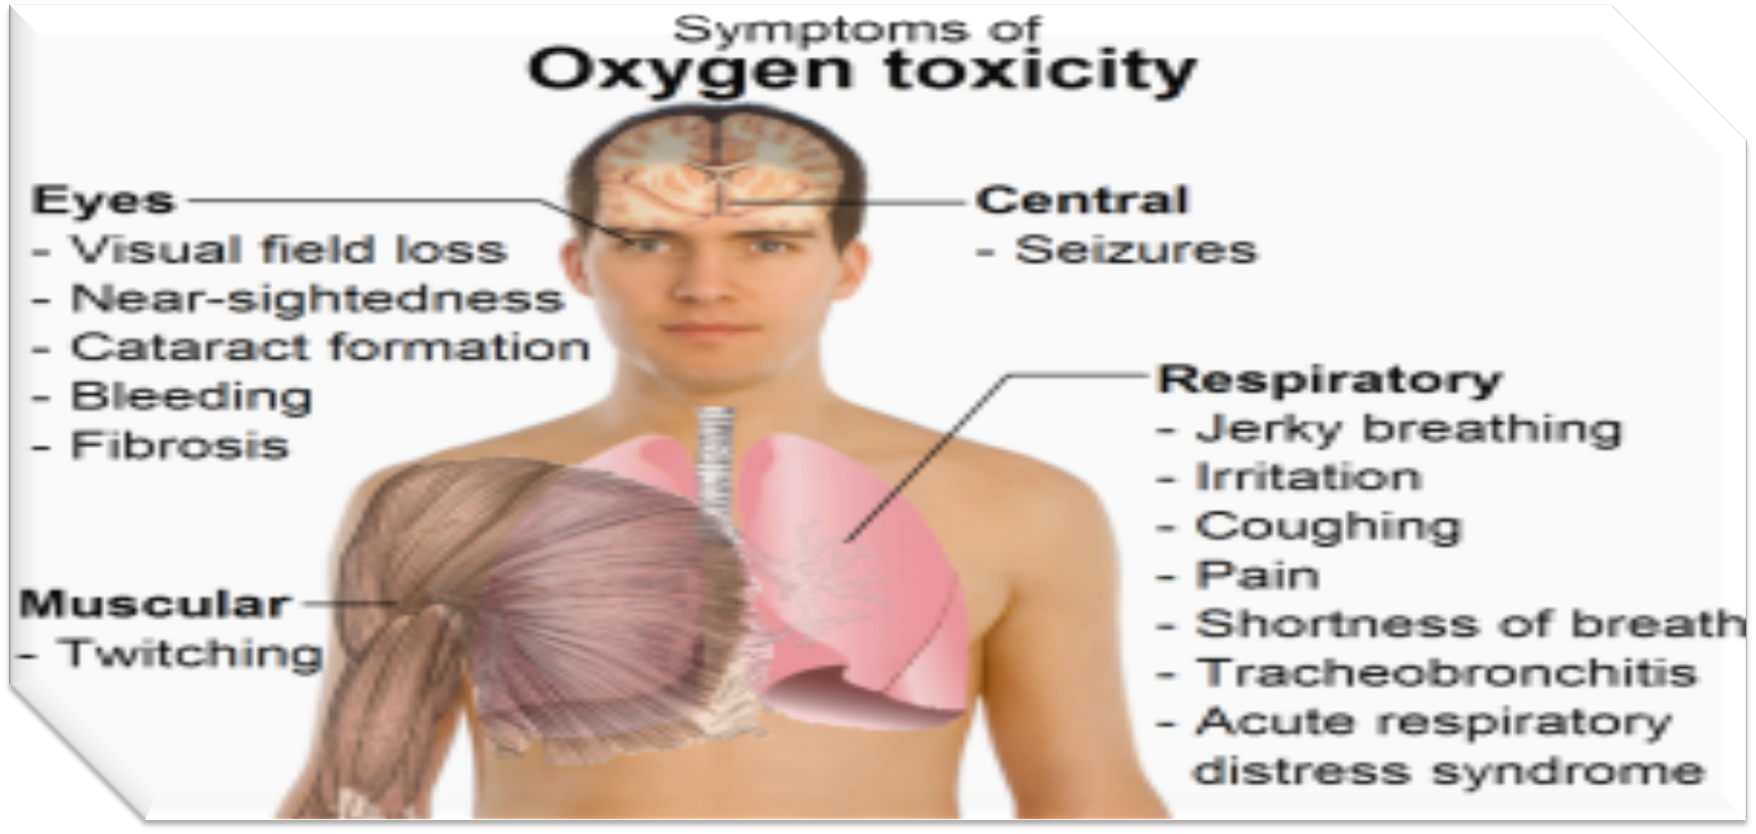 Symptoms of
Oxygen toxicity
Eyes
- Visual field loss
- Near-sightedness
- Cataract formation
- Bleeding
- Fibrosis
Central
- Seizures
Respiratory
- Jerky breathing
- Irritation
- Coughing
- Pain
- Shortness of breath
- Tracheobronchitis
- Acute respiratory
distress syndrome
Muscular
- Twitching